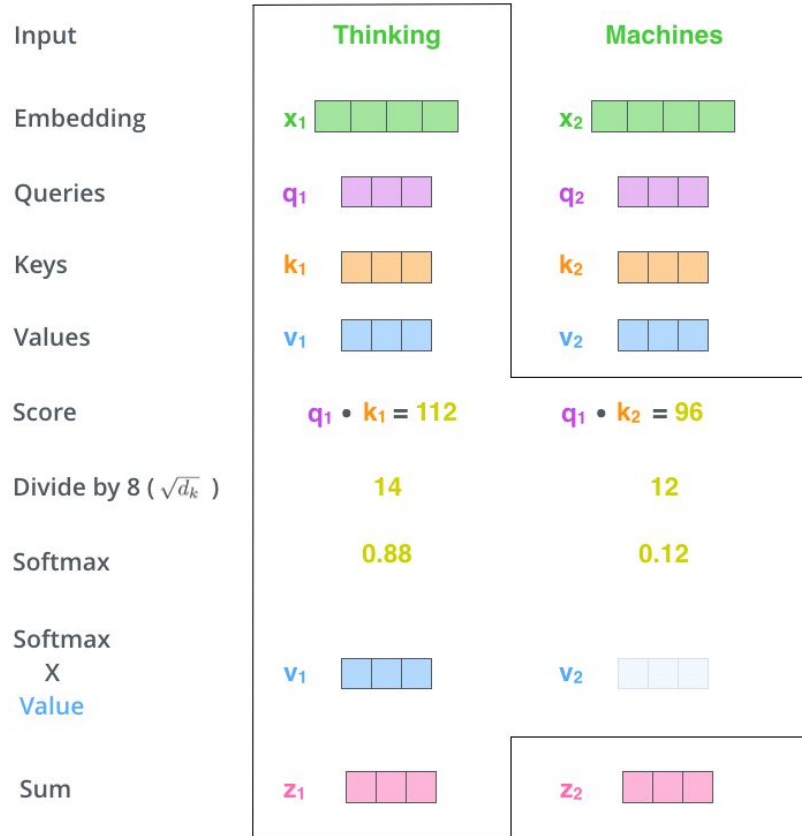 Input Thinking Machines
Embedding x₁ x₂
Queries q₁ q₂
Keys k₁ k₂
Values v₁ v₂
Score q₁ • k₁ = 112 q₁ • k₂ = 96
Divide by 8 ( √dₖ ) 14 12
Softmax 0.88 0.12
Softmax
X
Value v₁ v₂
Sum z₁ z₂